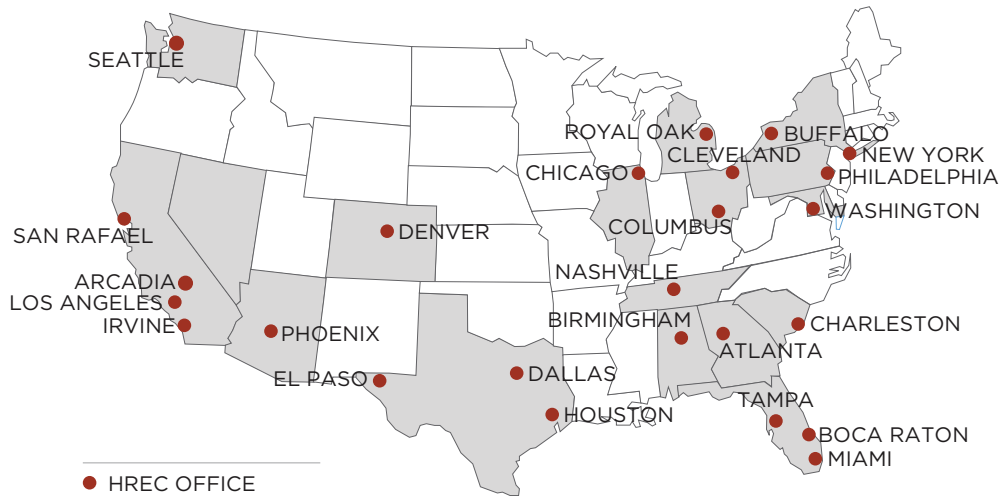 SEATTLE
ROYAL OAK
BUFFALO
CLEVELAND
NEW YORK
CHICAGO
PHILADELPHIA
WASHINGTON
COLUMBUS
SAN RAFAEL
DENVER
NASHVILLE
ARCADIA
LOS ANGELES
IRVINE
BIRMINGHAM
CHARLESTON
PHOENIX
ATLANTA
EL PASO
DALLAS
TAMPA
HOUSTON
BOCA RATON
MIAMI
HREC OFFICE